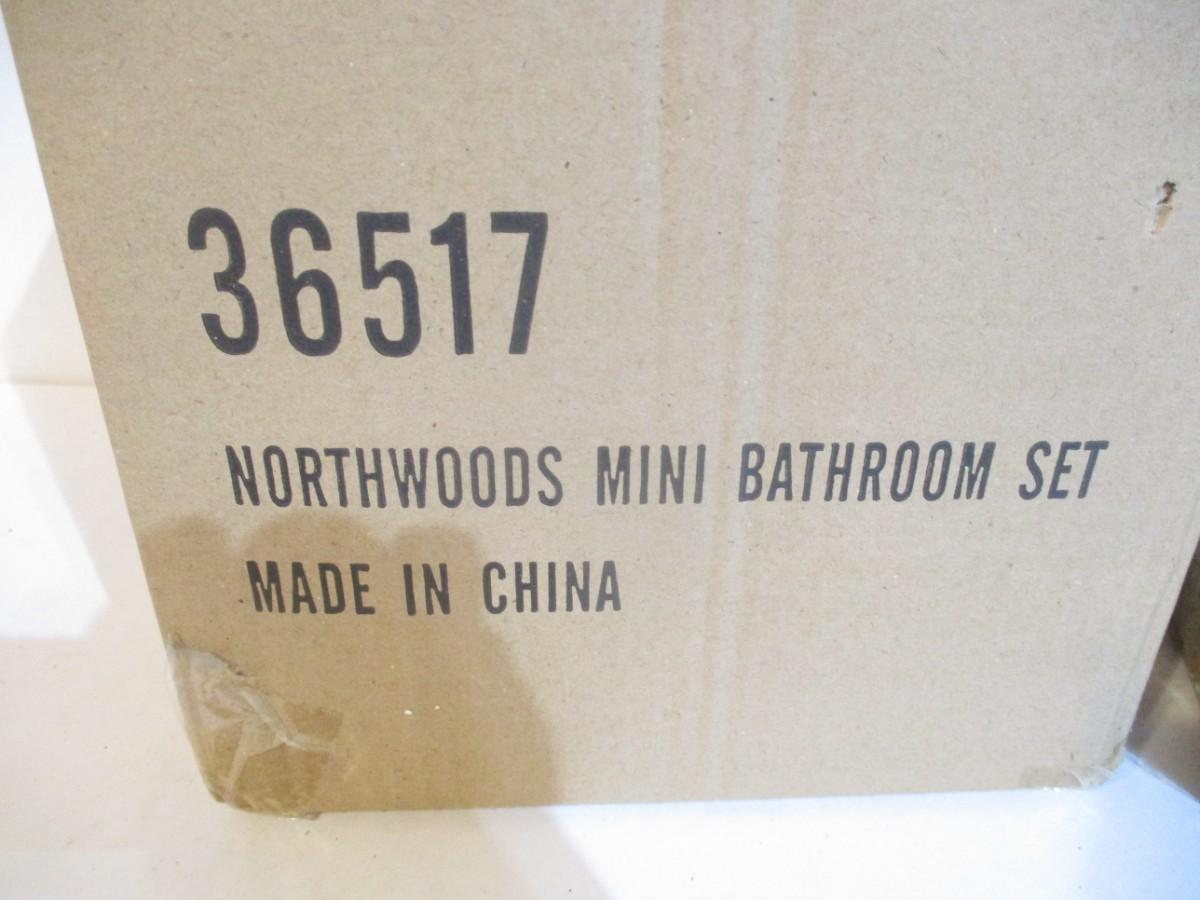 36517
NORTHWOODS MINI BATHROOM SET
MADE IN CHINA